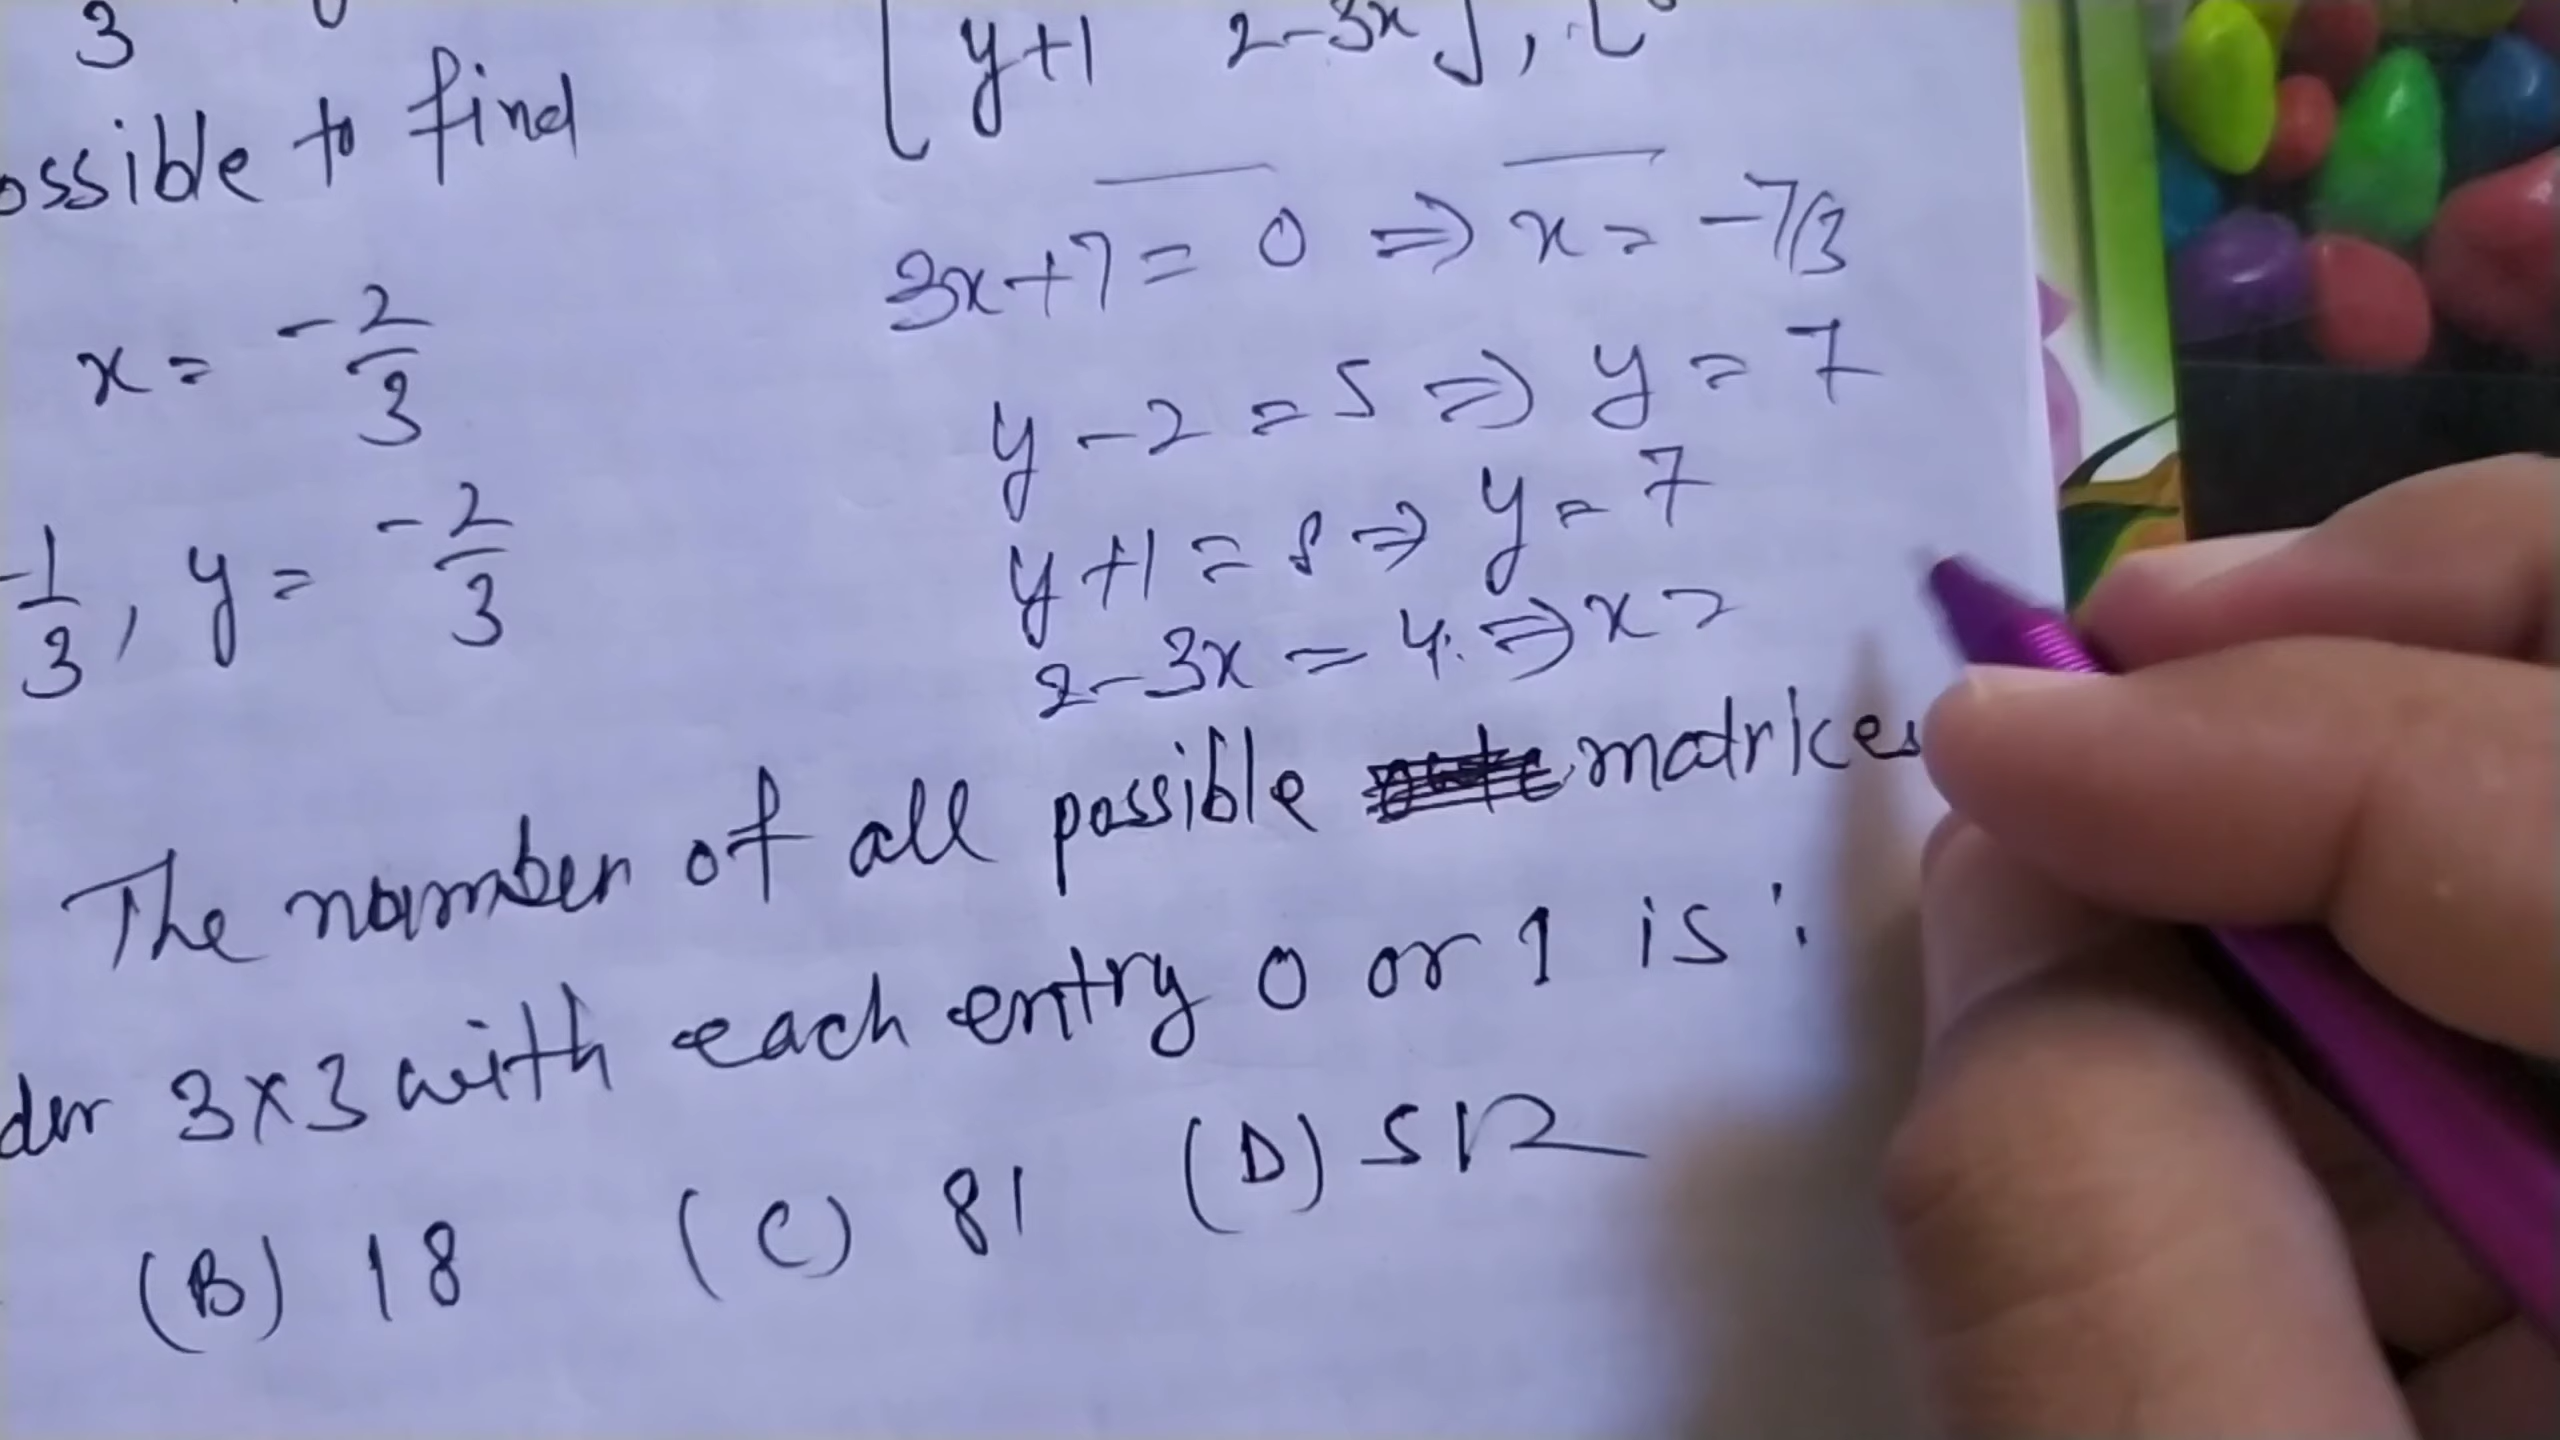 3
[y+1 2-3x], [
ossible to find
x = -2/3
-1/3, y = -2/3
3x+7 = 0 ⇒ x = -7/3
y - 2 = 5 ⇒ y = 7
y+1 = 8 ⇒ y = 7
2-3x = 4. ⇒ x =
The number of all possible matrices
der 3×3 with each entry 0 or 1 is :
(B) 18 (C) 81 (D) 512